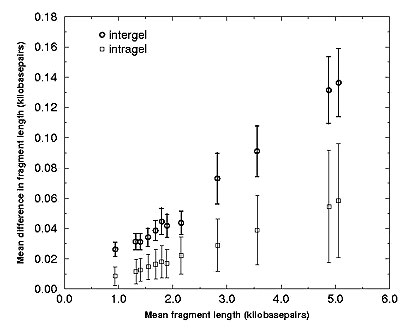 0.18
intergel
intragel
0.16
0.14
0.12
0.10
0.08
0.06
0.04
0.02
0.00
Mean difference in fragment length (kilobasepairs)
0.0 1.0 2.0 3.0 4.0 5.0 6.0
Mean fragment length (kilobasepairs)